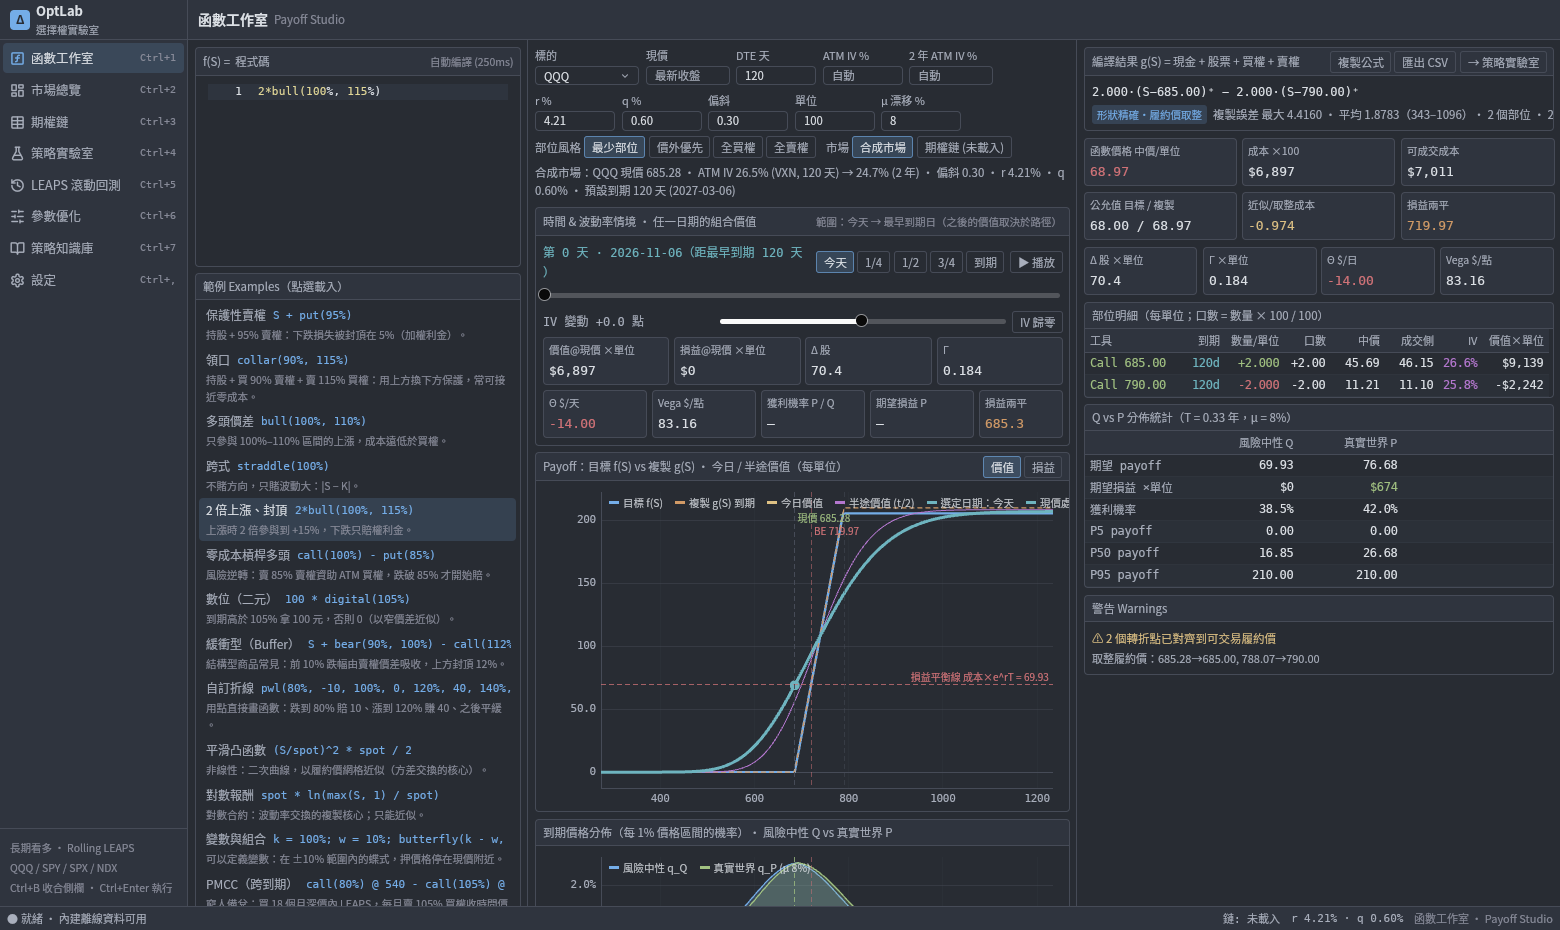 Δ
OptLab
選擇權實驗室
函數工作室 Ctrl+1
市場總覽 Ctrl+2
期權鏈 Ctrl+3
策略實驗室 Ctrl+4
LEAPS 滾動回測 Ctrl+5
參數優化 Ctrl+6
策略知識庫 Ctrl+7
設定 Ctrl+,
長期看多 · Rolling LEAPS
QQQ / SPY / SPX / NDX
Ctrl+B 收合側欄 · Ctrl+Enter 執行
函數工作室 Payoff Studio
f(S) = 程式碼 自動編譯 (250ms)
1 2*bull(100%, 115%)
範例 Examples（點選載入）
保護性賣權 S + put(95%)
持股 + 95% 賣權：下跌損失被封頂在 5%（加權利金）。
領口 collar(90%, 115%)
持股 + 買 90% 賣權 + 賣 115% 買權：用上方換下方保護，常可接
近零成本。
多頭價差 bull(100%, 110%)
只參與 100%–110% 區間的上漲，成本遠低於買權。
跨式 straddle(100%)
不賭方向，只賭波動大：|S − K|。
2 倍上漲、封頂 2*bull(100%, 115%)
上漲時 2 倍參與到 +15%，下跌只賠權利金。
零成本槓桿多頭 call(100%) - put(85%)
風險逆轉：賣 85% 賣權資助 ATM 買權，跌破 85% 才開始賠。
數位（二元） 100 * digital(105%)
到期高於 105% 拿 100 元，否則 0（以窄價差近似）。
緩衝型（Buffer） S + bear(90%, 100%) - call(112%
結構型商品常見：前 10% 跌幅由賣權價差吸收，上方封頂 12%。
自訂折線 pwl(80%, -10, 100%, 0, 120%, 40, 140%,
用點直接畫函數：跌到 80% 賠 10、漲到 120% 賺 40、之後平緩
。
平滑凸函數 (S/spot)^2 * spot / 2
非線性：二次曲線，以履約價網格近似（方差交換的核心）。
對數報酬 spot * ln(max(S, 1) / spot)
對數合約：波動率交換的複製核心；只能近似。
變數與組合 k = 100%; w = 10%; butterfly(k - w,
可以定義變數：在 ±10% 範圍內的蝶式，押價格停在現價附近。
PMCC（跨到期） call(80%) @ 540 - call(105%) @
窮人備兌：買 18 個月深價內 LEAPS，每月賣 105% 買權收時間價
標的 現價 DTE 天 ATM IV % 2 年 ATM IV %
QQQ 最新收盤 120 自動 自動
r % q % 偏斜 單位 μ 漂移 %
4.21 0.60 0.30 100 8
部位風格 最少部位 價外優先 全買權 全賣權 市場 合成市場 期權鏈 (未載入)
合成市場：QQQ 現價 685.28 · ATM IV 26.5% (VXN, 120 天) → 24.7% (2 年) · 偏斜 0.30 · r 4.21% · q
0.60% · 預設到期 120 天 (2027-03-06)
時間 & 波動率情境 · 任一日期的組合價值 範圍：今天 → 最早到期日（之後的價值取決於路徑）
第 0 天 · 2026-11-06（距最早到期 120 天
） 今天 1/4 1/2 3/4 到期 ▶ 播放
IV 變動 +0.0 點 IV 歸零
價值@現價 ×單位 損益@現價 ×單位 Δ 股 Γ
$6,897 $0 70.4 0.184
Θ $/天 Vega $/點 獲利機率 P / Q 期望損益 P 損益兩平
-14.00 83.16 — — 685.3
Payoff：目標 f(S) vs 複製 g(S) · 今日 / 半途價值（每單位） 價值 損益
目標 f(S) 複製 g(S) 到期 今日價值 半途價值 (t/2) 選定日期：今天 現價處
現價 685.28
BE 719.97
損益平衡線 成本×e^rT = 69.93
200
150
100
50.0
0
400 600 800 1000 1200
到期價格分佈（每 1% 價格區間的機率） · 風險中性 Q vs 真實世界 P
風險中性 q_Q 真實世界 q_P (μ 8%)
2.0%
編譯結果 g(S) = 現金 + 股票 + 買權 + 賣權 複製公式 匯出 CSV → 策略實驗室
2.000·(S−685.00)⁺ − 2.000·(S−790.00)⁺
形狀精確·履約價取整 複製誤差 最大 4.4160 · 平均 1.8783（343–1096） · 2 個部位 · 2
函數價格 中價/單位 成本 ×100 可成交成本
68.97 $6,897 $7,011
公允值 目標 / 複製 近似/取整成本 損益兩平
68.00 / 68.97 -0.974 719.97
Δ 股 ×單位 Γ ×單位 Θ $/日 Vega $/點
70.4 0.184 -14.00 83.16
部位明細（每單位；口數 = 數量 × 100 / 100）
工具 到期 數量/單位 口數 中價 成交側 IV 價值×單位
Call 685.00 120d +2.000 +2.00 45.69 46.15 26.6% $9,139
Call 790.00 120d -2.000 -2.00 11.21 11.10 25.8% -$2,242
Q vs P 分佈統計（T = 0.33 年，μ = 8%）
風險中性 Q 真實世界 P
期望 payoff 69.93 76.68
期望損益 ×單位 $0 $674
獲利機率 38.5% 42.0%
P5 payoff 0.00 0.00
P50 payoff 16.85 26.68
P95 payoff 210.00 210.00
警告 Warnings
⚠ 2 個轉折點已對齊到可交易履約價
取整履約價：685.28→685.00, 788.07→790.00
就緒 · 內建離線資料可用 鏈: 未載入 r 4.21% · q 0.60% 函數工作室 · Payoff Studio